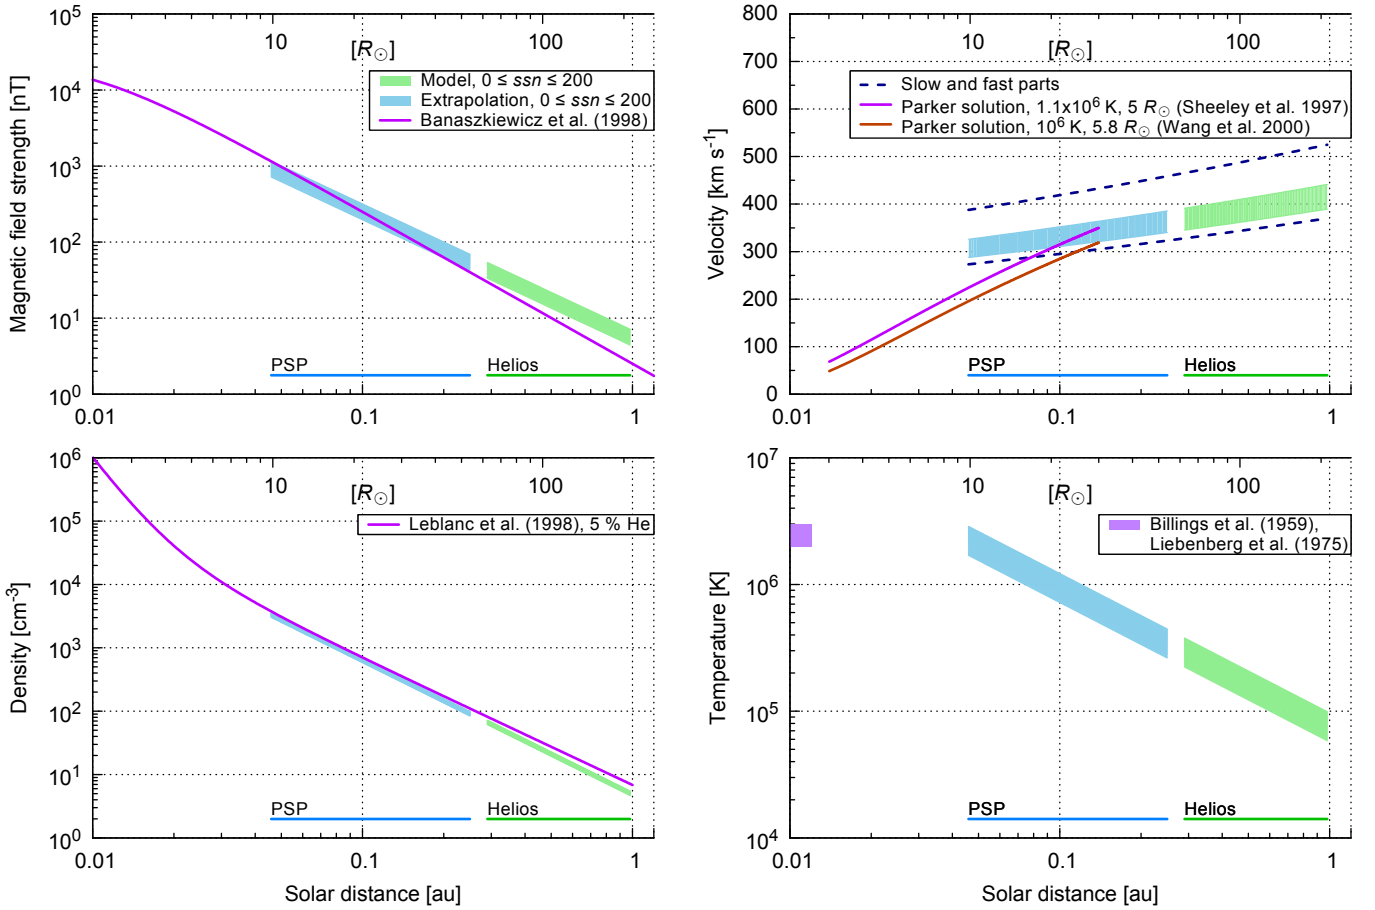 10⁵
10⁴
10³
10²
10¹
10⁰
Magnetic field strength [nT]
10
[R☉]
100
Model, 0 ≤ ssn ≤ 200
Extrapolation, 0 ≤ ssn ≤ 200
Banaszkiewicz et al. (1998)
PSP
Helios
0.01
0.1
1
800
700
600
500
400
300
200
100
0
Velocity [km s⁻¹]
10
[R☉]
100
Slow and fast parts
Parker solution, 1.1x10⁶ K, 5 R☉ (Sheeley et al. 1997)
Parker solution, 10⁶ K, 5.8 R☉ (Wang et al. 2000)
PSP
Helios
0.01
0.1
1
10⁶
10⁵
10⁴
10³
10²
10¹
10⁰
Density [cm⁻³]
10
[R☉]
100
Leblanc et al. (1998), 5 % He
PSP
Helios
0.01
0.1
1
Solar distance [au]
10⁷
10⁶
10⁵
10⁴
Temperature [K]
10
[R☉]
100
Billings et al. (1959),
Liebenberg et al. (1975)
PSP
Helios
0.01
0.1
1
Solar distance [au]